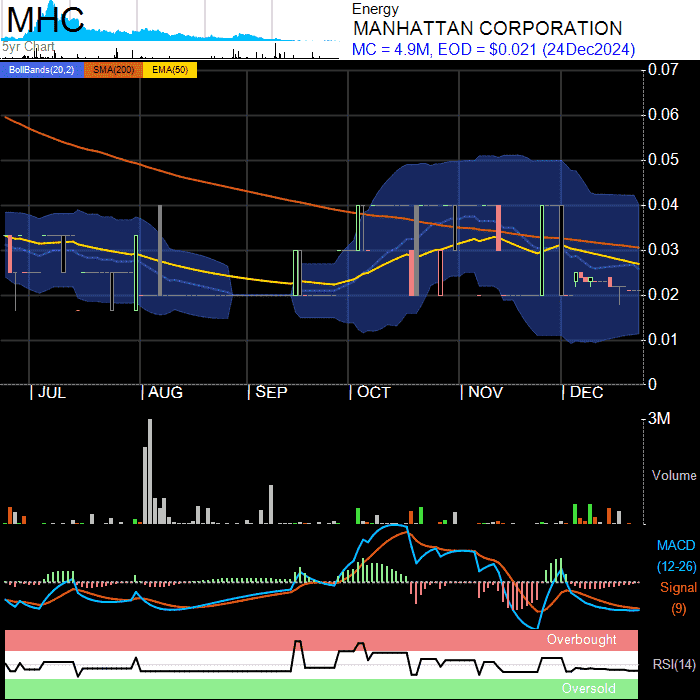 MHC
5yr Chart
Energy
MANHATTAN CORPORATION
MC = 4.9M, EOD = $0.021 (24Dec2024)
BollBands(20,2) SMA(200) EMA(50)
0.07
0.06
0.05
0.04
0.03
0.02
0.01
0
JUL AUG SEP OCT NOV DEC
3M
Volume
MACD
(12-26)
Signal
(9)
Overbought
RSI(14)
Oversold